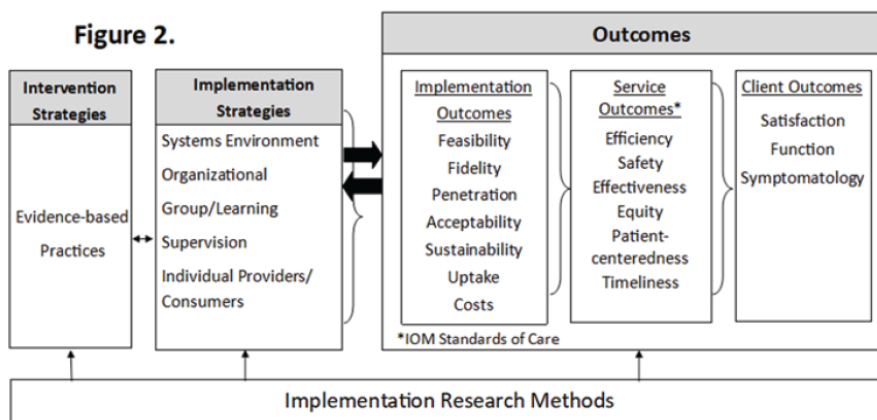 Figure 2.
Outcomes
Intervention
Strategies
Evidence-based
Practices
Implementation
Strategies
Systems Environment
Organizational
Group/Learning
Supervision
Individual Providers/
Consumers
Implementation
Outcomes
Feasibility
Fidelity
Penetration
Acceptability
Sustainability
Uptake
Costs
Service
Outcomes*
Efficiency
Safety
Effectiveness
Equity
Patient-
centeredness
Timeliness
Client Outcomes
Satisfaction
Function
Symptomatology
*IOM Standards of Care
Implementation Research Methods